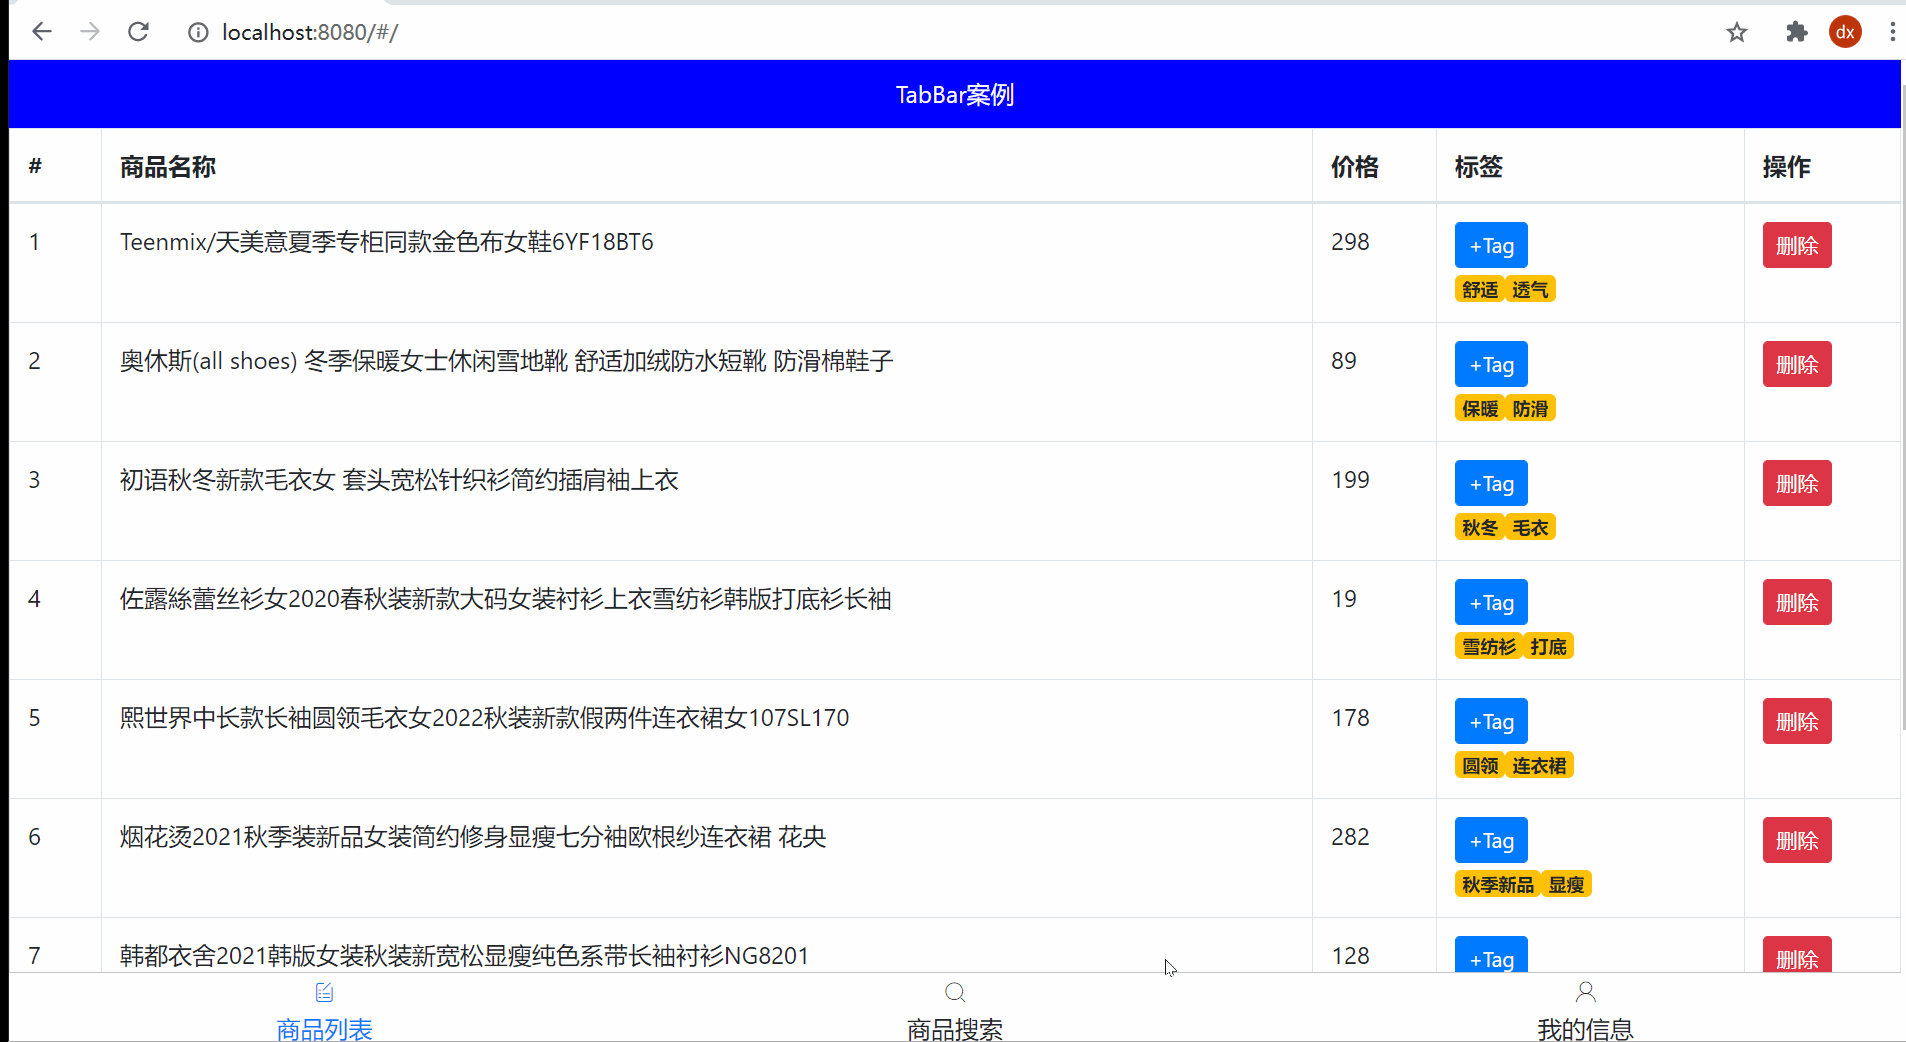 localhost:8080/#/
dx
TabBar案例
# 商品名称 价格 标签 操作
1 Teenmix/天美意夏季专柜同款金色布女鞋6YF18BT6 298 +Tag 删除
舒适 透气
2 奥休斯(all shoes) 冬季保暖女士休闲雪地靴 舒适加绒防水短靴 防滑棉鞋子 89 +Tag 删除
保暖 防滑
3 初语秋冬新款毛衣女 套头宽松针织衫简约插肩袖上衣 199 +Tag 删除
秋冬 毛衣
4 佐露絲蕾丝衫女2020春秋装新款大码女装衬衫上衣雪纺衫韩版打底衫长袖 19 +Tag 删除
雪纺衫 打底
5 熙世界中长款长袖圆领毛衣女2022秋装新款假两件连衣裙女107SL170 178 +Tag 删除
圆领 连衣裙
6 烟花烫2021秋季装新品女装简约修身显瘦七分袖欧根纱连衣裙 花央 282 +Tag 删除
秋季新品 显瘦
7 韩都衣舍2021韩版女装秋装新宽松显瘦纯色系带长袖衬衫NG8201 128 +Tag 删除
商品列表 商品搜索 我的信息